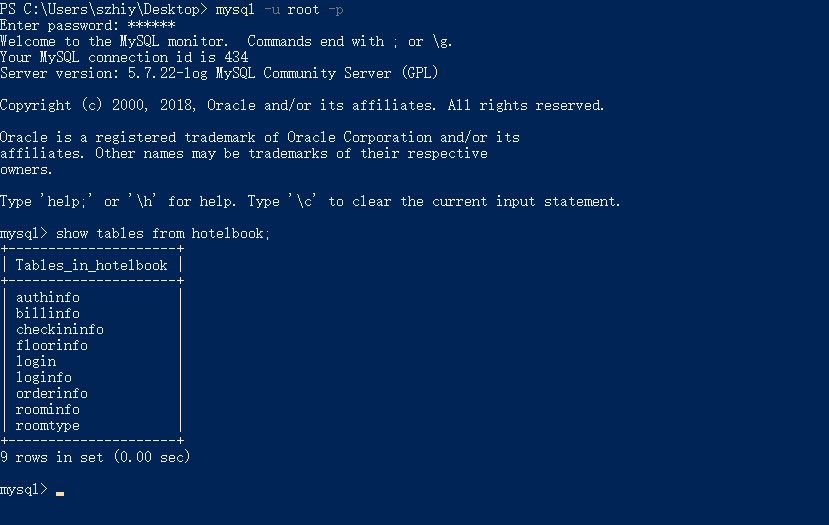 PS C:\Users\szhiy\Desktop> mysql -u root -p
Enter password: ******
Welcome to the MySQL monitor.  Commands end with ; or \g.
Your MySQL connection id is 434
Server version: 5.7.22-log MySQL Community Server (GPL)
Copyright (c) 2000, 2018, Oracle and/or its affiliates. All rights reserved.
Oracle is a registered trademark of Oracle Corporation and/or its
affiliates. Other names may be trademarks of their respective
owners.
Type 'help;' or '\h' for help. Type '\c' to clear the current input statement.
mysql> show tables from hotelbook;
+---------------------+
| Tables_in_hotelbook |
+---------------------+
| authinfo            |
| billinfo            |
| checkininfo         |
| floorinfo           |
| login               |
| loginfo             |
| orderinfo           |
| roominfo            |
| roomtype            |
+---------------------+
9 rows in set (0.00 sec)
mysql> _